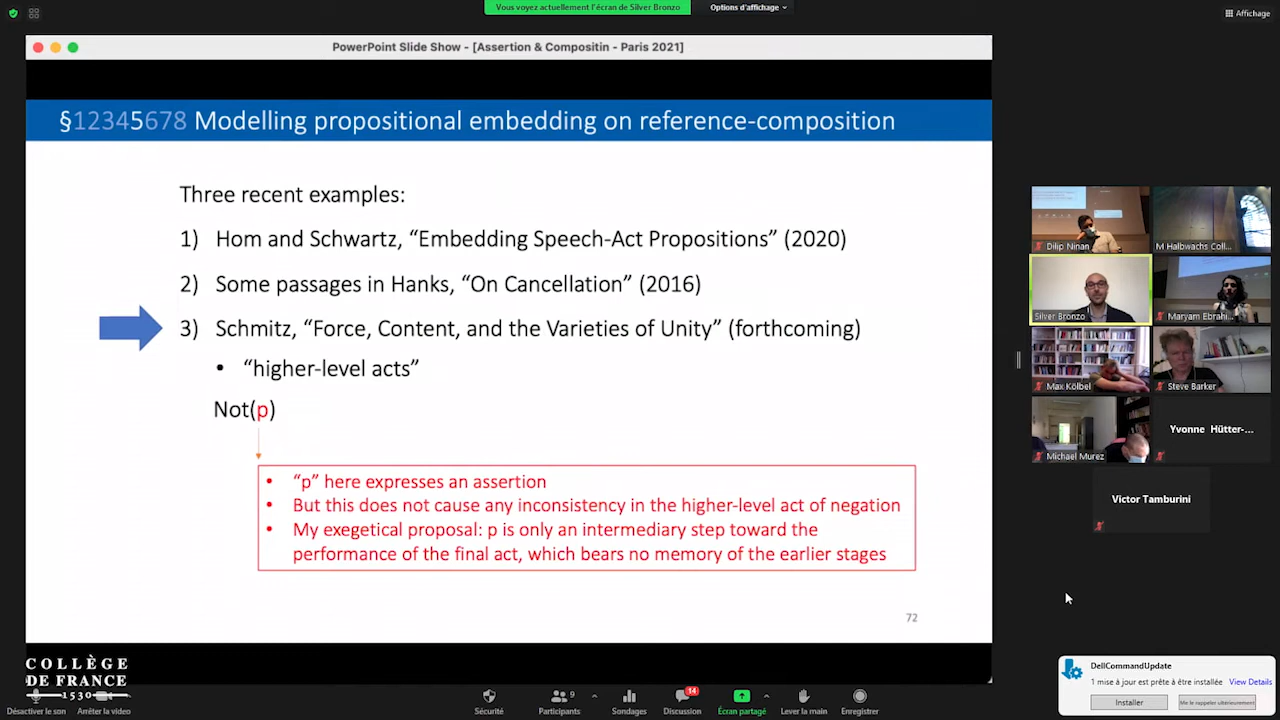 Vous voyez actuellement l'écran de Silver Bronzo
Options d'affichage
Affichage
PowerPoint Slide Show - [Assertion & Compositin - Paris 2021]
§12345678 Modelling propositional embedding on reference-composition
Three recent examples:
1) Hom and Schwartz, “Embedding Speech-Act Propositions” (2020)
2) Some passages in Hanks, “On Cancellation” (2016)
3) Schmitz, “Force, Content, and the Varieties of Unity” (forthcoming)
• “higher-level acts”
Not(p)
• “p” here expresses an assertion
• But this does not cause any inconsistency in the higher-level act of negation
• My exegetical proposal: p is only an intermediary step toward the
performance of the final act, which bears no memory of the earlier stages
72
Dilip Ninan
M Halbwachs Coll...
Silver Bronzo
Maryam Ebrahi...
Max Kölbel
Steve Barker
Michael Murez
Yvonne Hütter-...
Victor Tamburini
COLLÈGE
DE FRANCE
1530
DellCommandUpdate
1 mise à jour est prête à être installée View Details
Installer
Me le rappeler ultérieurement
Désactiver le son
Arrêter la vidéo
Sécurité
9
Participants
Sondages
14
Discussion
Écran partagé
Lever la main
Enregistrer